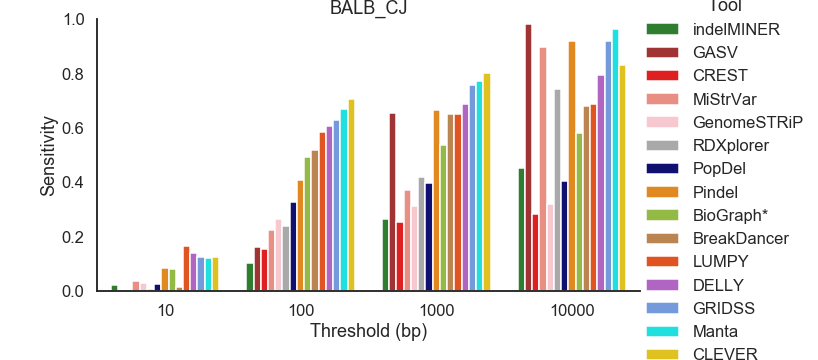 BALB_CJ
Tool
indelMINER
GASV
CREST
MiStrVar
GenomeSTRiP
RDXplorer
PopDel
Pindel
BioGraph*
BreakDancer
LUMPY
DELLY
GRIDSS
Manta
CLEVER
Sensitivity
1.0
0.8
0.6
0.4
0.2
0.0
10 100 1000 10000
Threshold (bp)